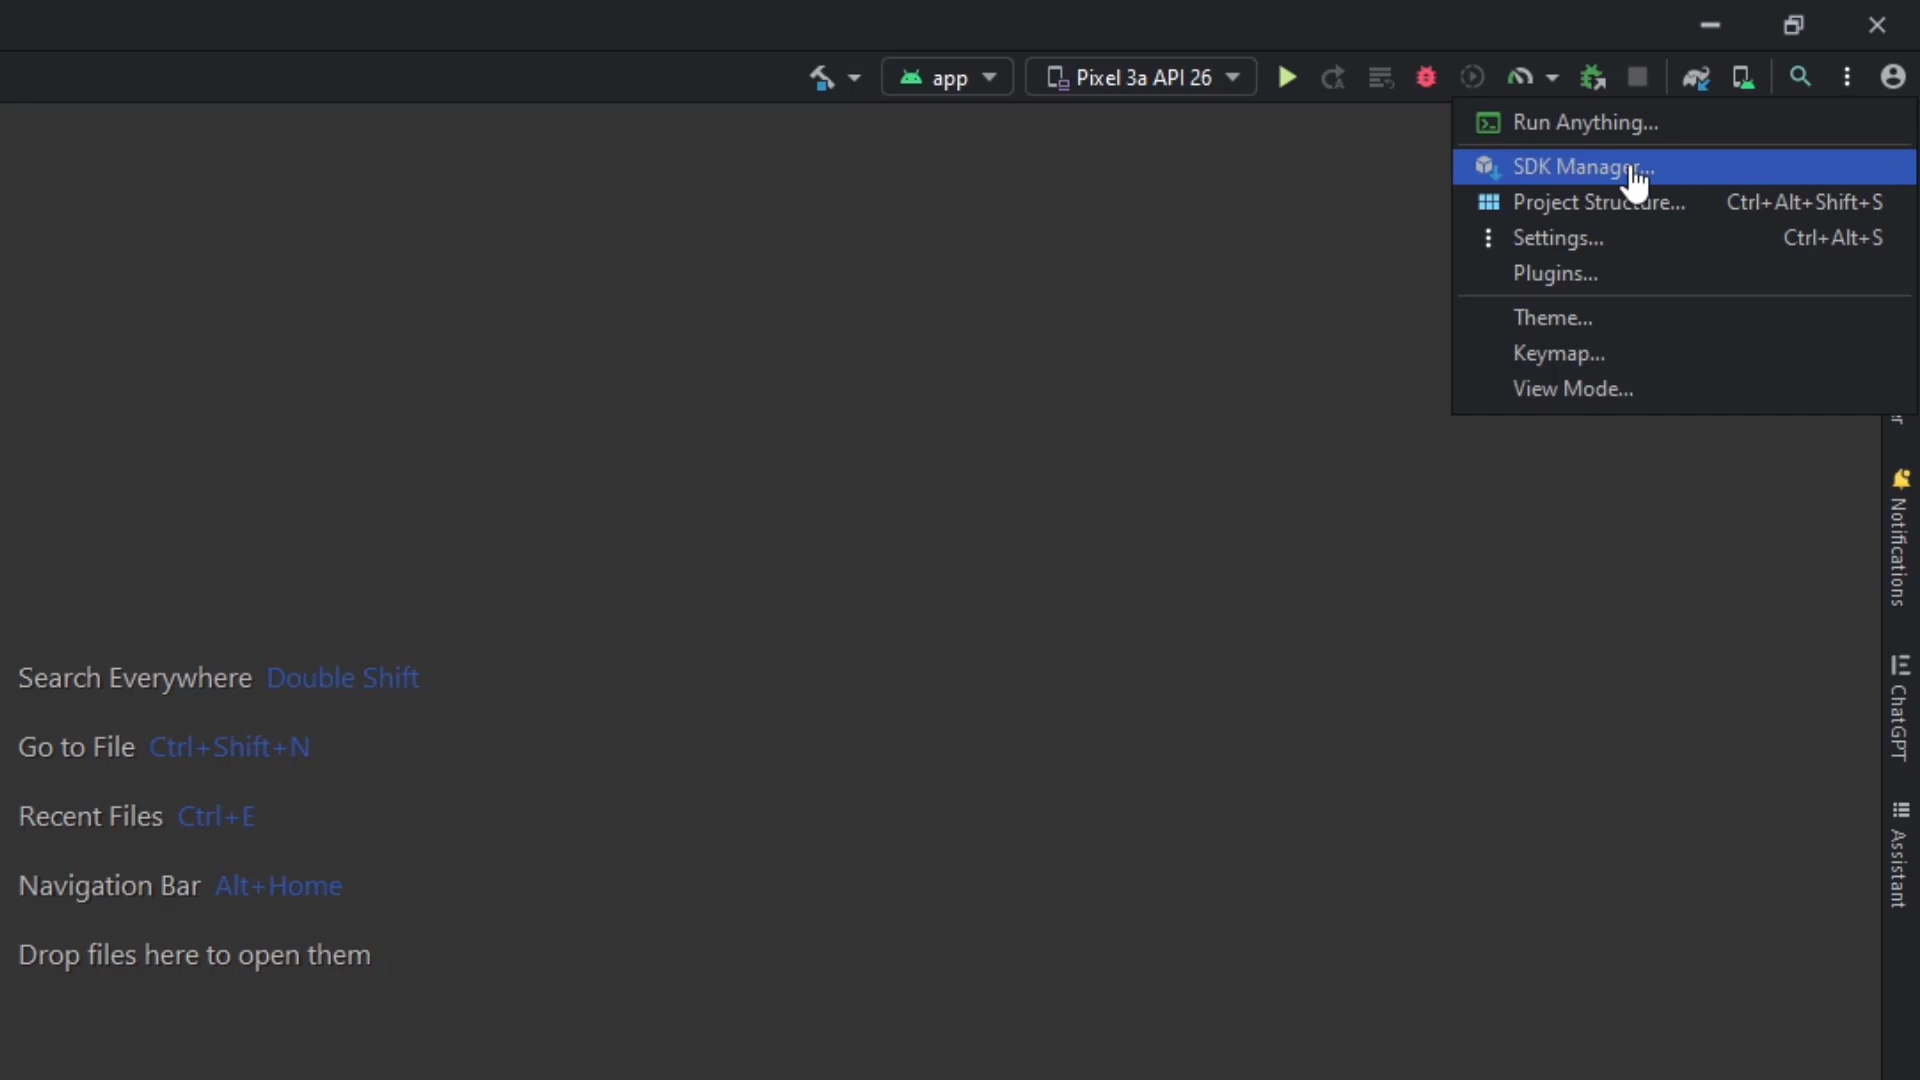 app
Pixel 3a API 26
Run Anything...
SDK Manager...
Project Structure... Ctrl+Alt+Shift+S
Settings... Ctrl+Alt+S
Plugins...
Theme...
Keymap...
View Mode...
Notifications
ChatGPT
Assistant
Search Everywhere Double Shift
Go to File Ctrl+Shift+N
Recent Files Ctrl+E
Navigation Bar Alt+Home
Drop files here to open them